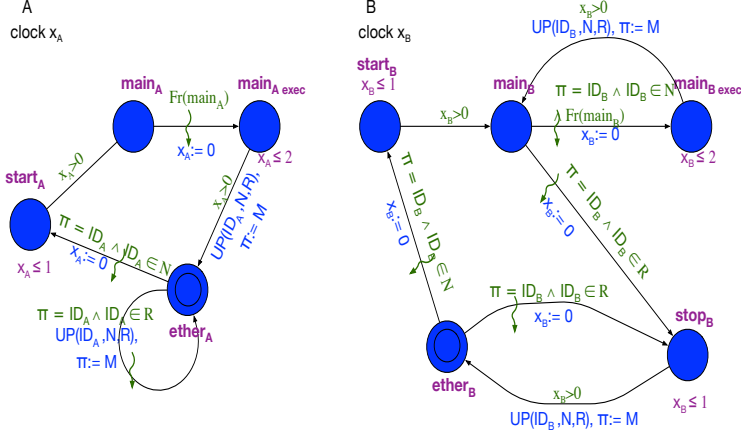 A
clock x_A
main_A
main_A exec
Fr(main_A)
x_A := 0
x_A ≤ 2
x_A >0
start_A
x_A ≤ 1
x_A >0
UP(ID_A ,N,R),
π:= M
π = ID_A ∧ ID_A ∈ N
x_A := 0
ether_A
π = ID_A ∧ ID_A ∈ R
UP(ID_A ,N,R),
π:= M
B
clock x_B
x_B >0
UP(ID_B ,N,R), π:= M
start_B
x_B ≤ 1
main_B
main_B exec
π = ID_B ∧ ID_B ∈ N
Fr(main_B)
x_B := 0
x_B >0
x_B ≤ 2
π = ID_B ∧ ID_B ∈ R
x_B := 0
π = ID_B ∧ ID_B ∈ N
x_B := 0
π = ID_B ∧ ID_B ∈ R
x_B := 0
stop_B
x_B ≤ 1
ether_B
x_B >0
UP(ID_B ,N,R), π:= M